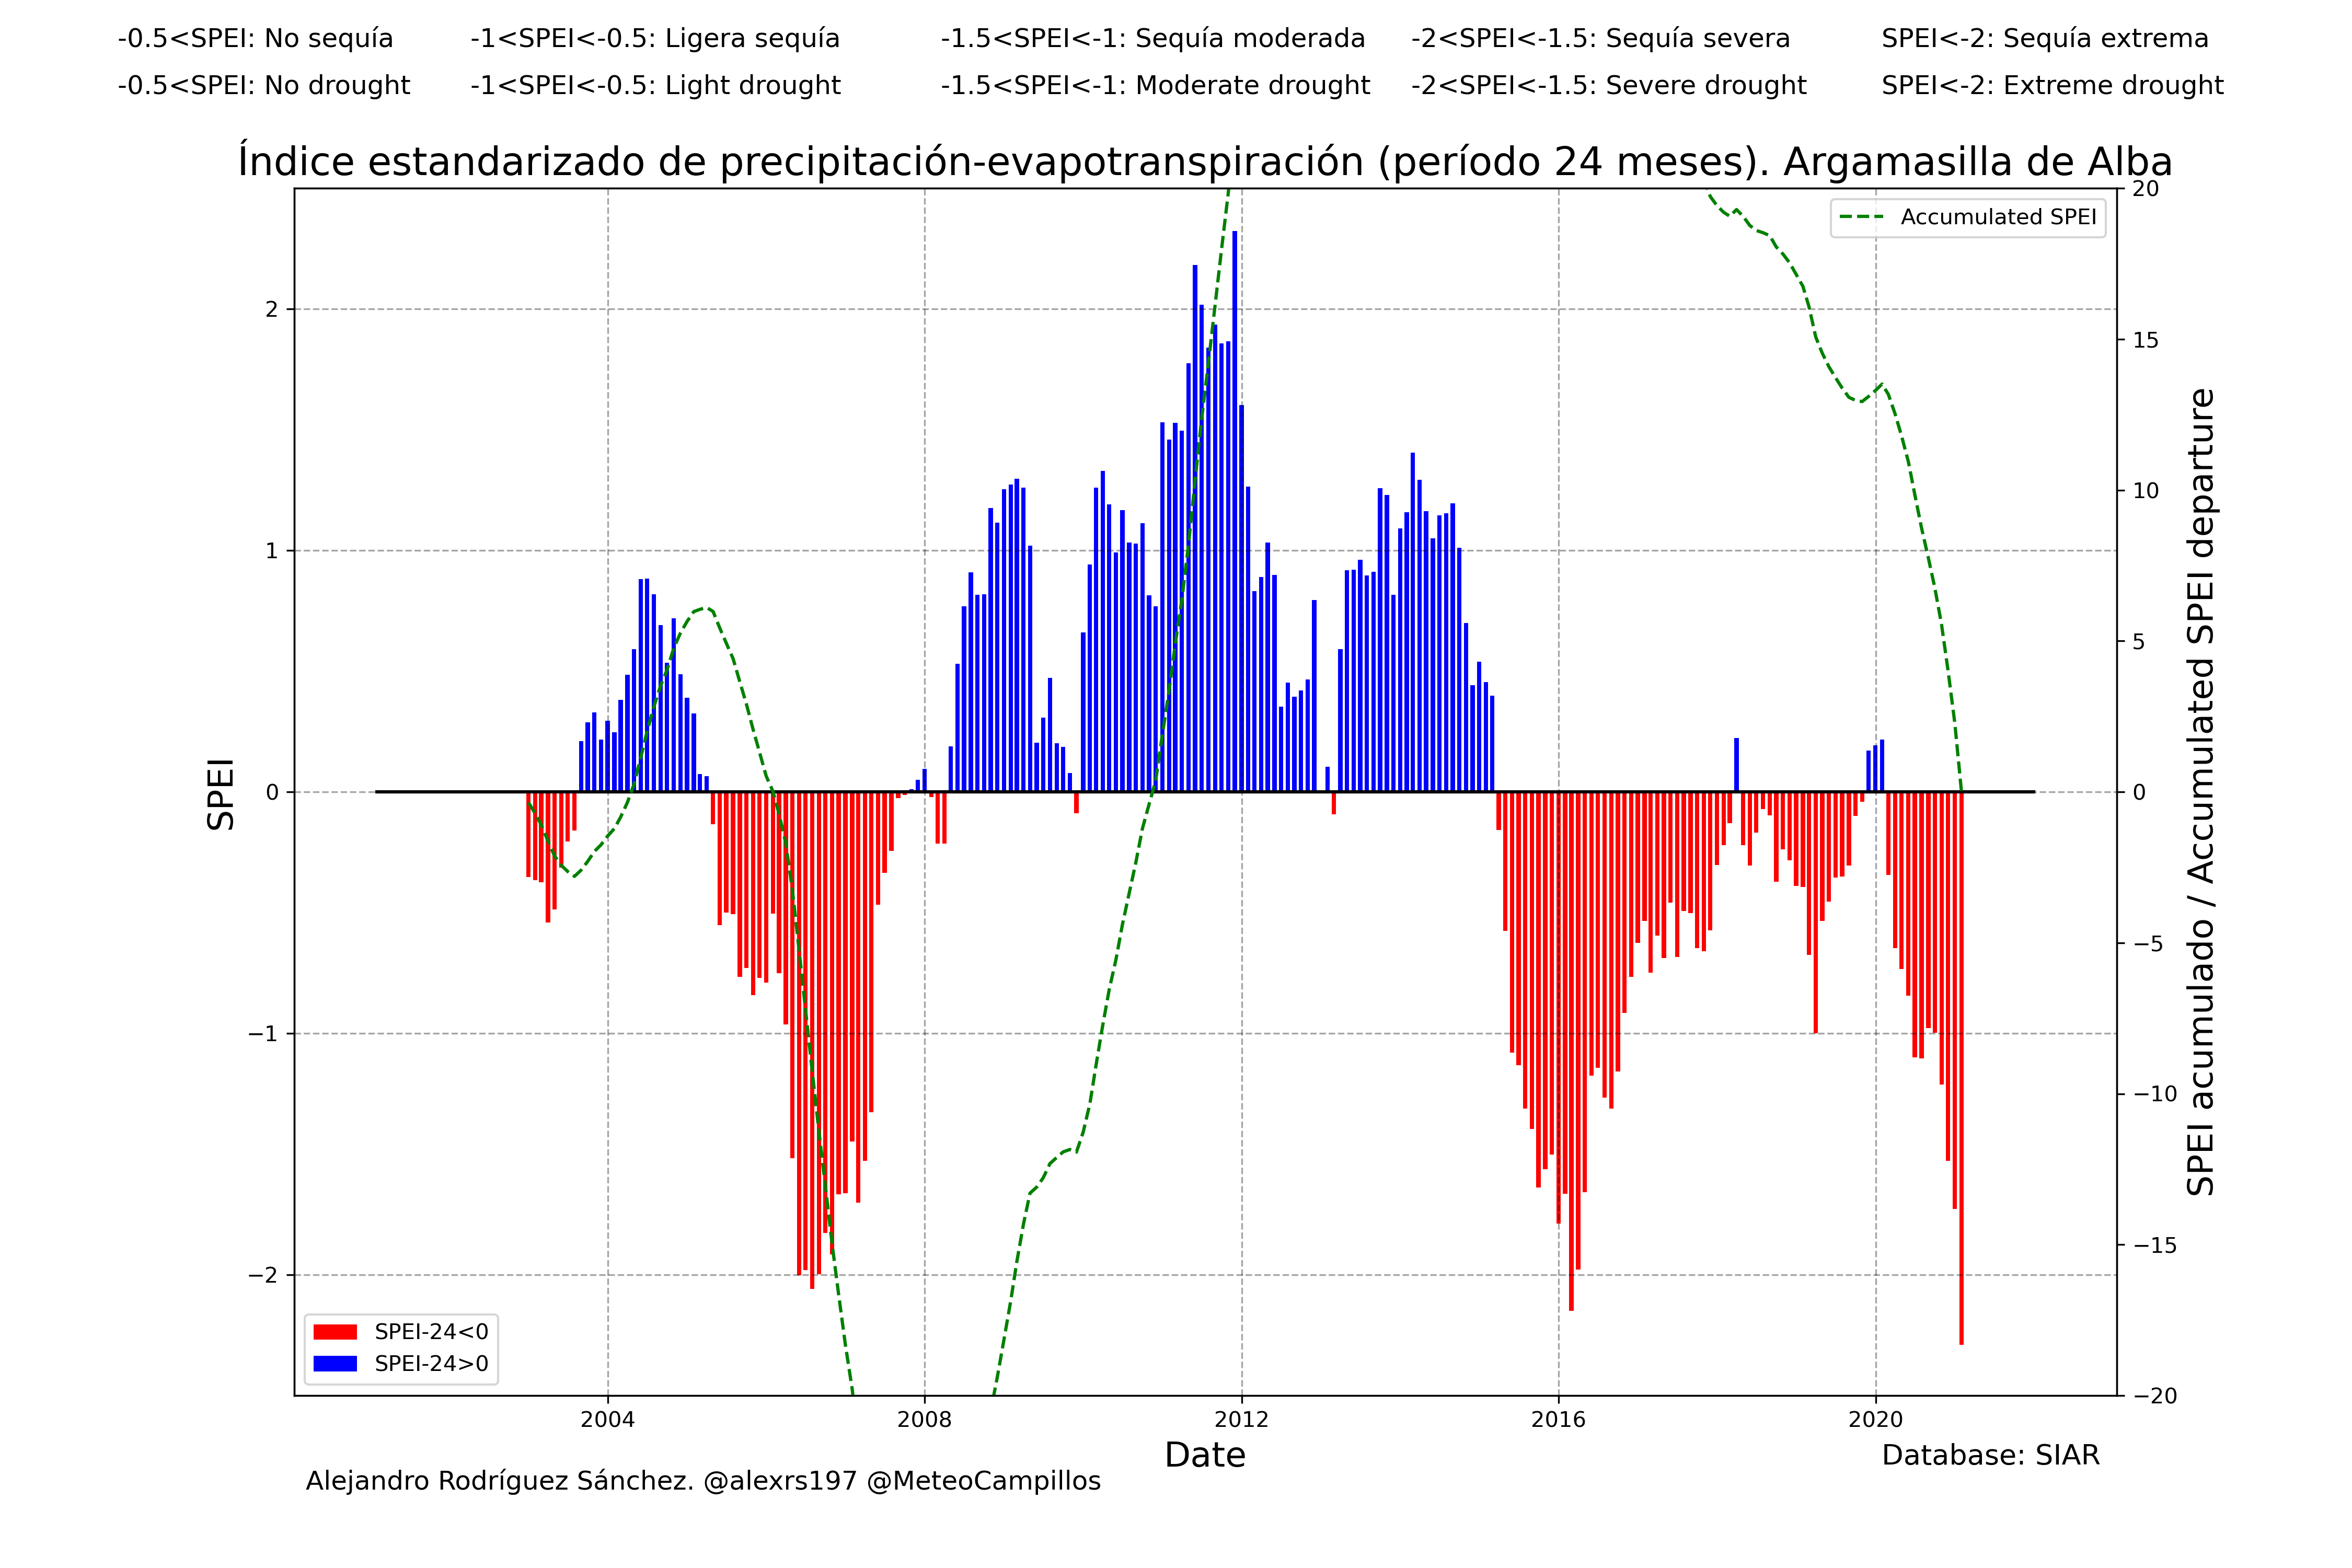 -0.5<SPEI: No sequía -1<SPEI<-0.5: Ligera sequía -1.5<SPEI<-1: Sequía moderada -2<SPEI<-1.5: Sequía severa SPEI<-2: Sequía extrema
-0.5<SPEI: No drought -1<SPEI<-0.5: Light drought -1.5<SPEI<-1: Moderate drought -2<SPEI<-1.5: Severe drought SPEI<-2: Extreme drought
Índice estandarizado de precipitación-evapotranspiración (período 24 meses). Argamasilla de Alba
Accumulated SPEI
SPEI
2
1
0
−1
−2
20
15
10
5
0
−5
−10
−15
−20
SPEI acumulado / Accumulated SPEI departure
SPEI-24<0
SPEI-24>0
2004 2008 2012 2016 2020
Date
Database: SIAR
Alejandro Rodríguez Sánchez. @alexrs197 @MeteoCampillos